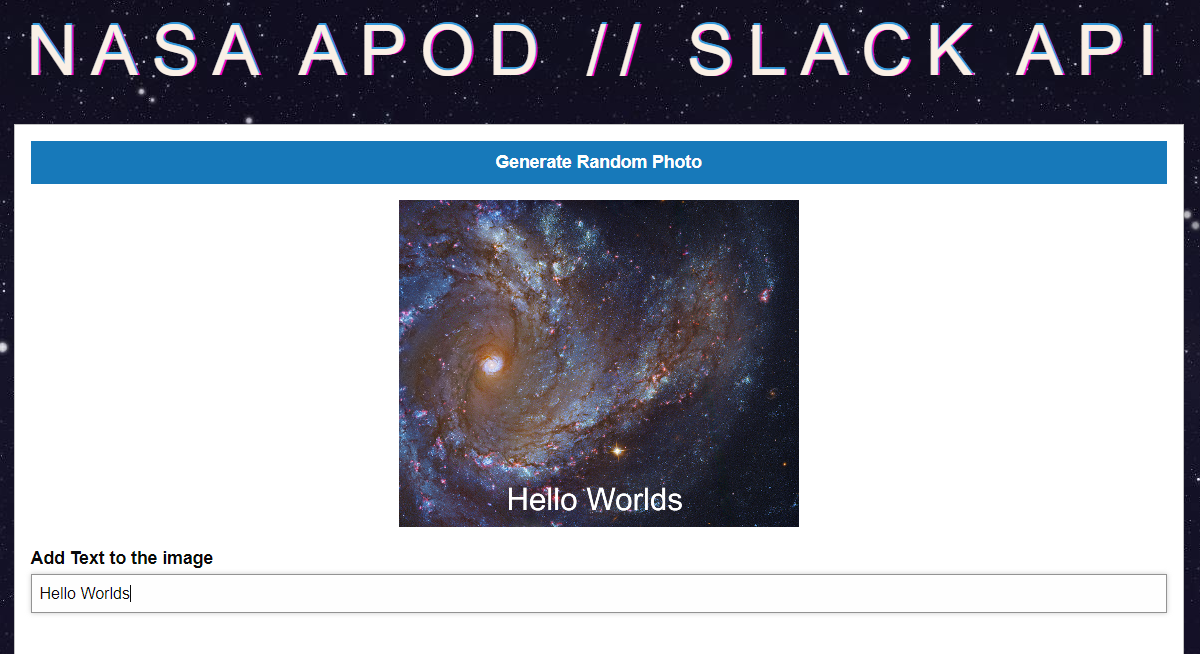 NASA APOD // SLACK API
Generate Random Photo
Hello Worlds
Add Text to the image
Hello Worlds